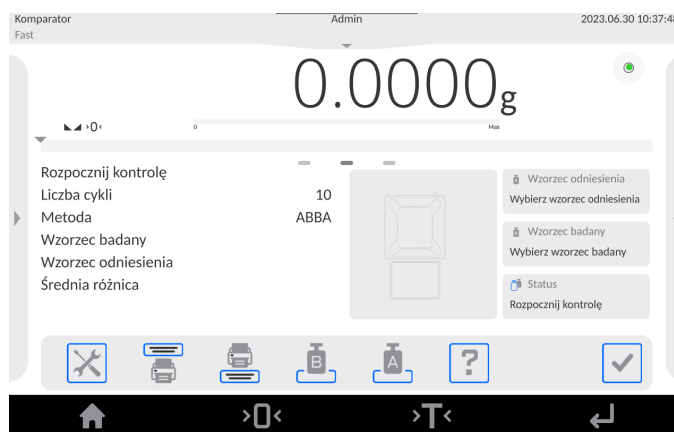 Komparator Admin 2023.06.30 10:37:48
Fast
0.0000g
>0<
0 Max
Rozpocznij kontrolę
Liczba cykli 10
Metoda ABBA
Wzorzec badany
Wzorzec odniesienia
Średnia różnica
Wzorzec odniesienia
Wybierz wzorzec odniesienia
Wzorzec badany
Wybierz wzorzec badany
Status
Rozpocznij kontrolę
B A ?
>0< >T<